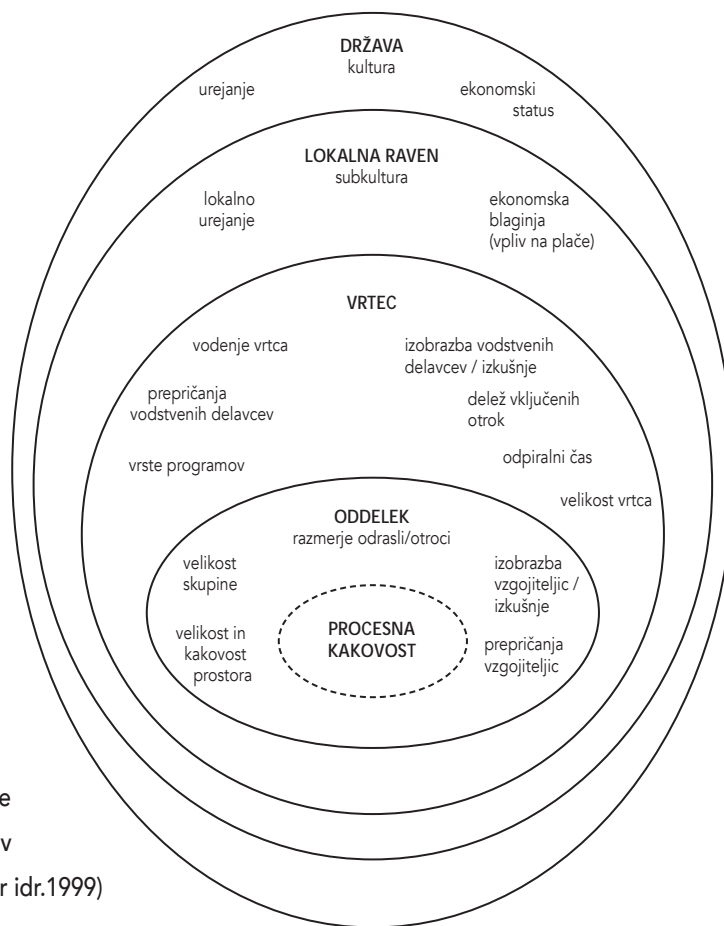 DRŽAVA
kultura
urejanje
ekonomski
status
LOKALNA RAVEN
subkultura
lokalno
urejanje
ekonomska
blaginja
(vpliv na plače)
VRTEC
vodenje vrtca
izobrazba vodstvenih
delavcev / izkušnje
prepričanja
vodstvenih delavcev
delež vključenih
otrok
vrste programov
odpiralni čas
velikost vrtca
ODDELEK
razmerje odrasli/otroci
velikost
skupine
izobrazba
vzgojiteljic /
izkušnje
velikost in
kakovost
prostora
PROCESNA
KAKOVOST
prepričanja
vzgojiteljic
e
v
r idr.1999)